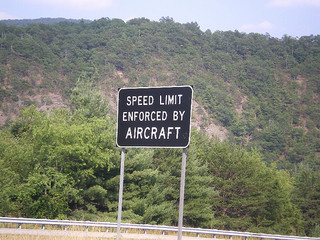 SPEED LIMIT
ENFORCED BY
AIRCRAFT